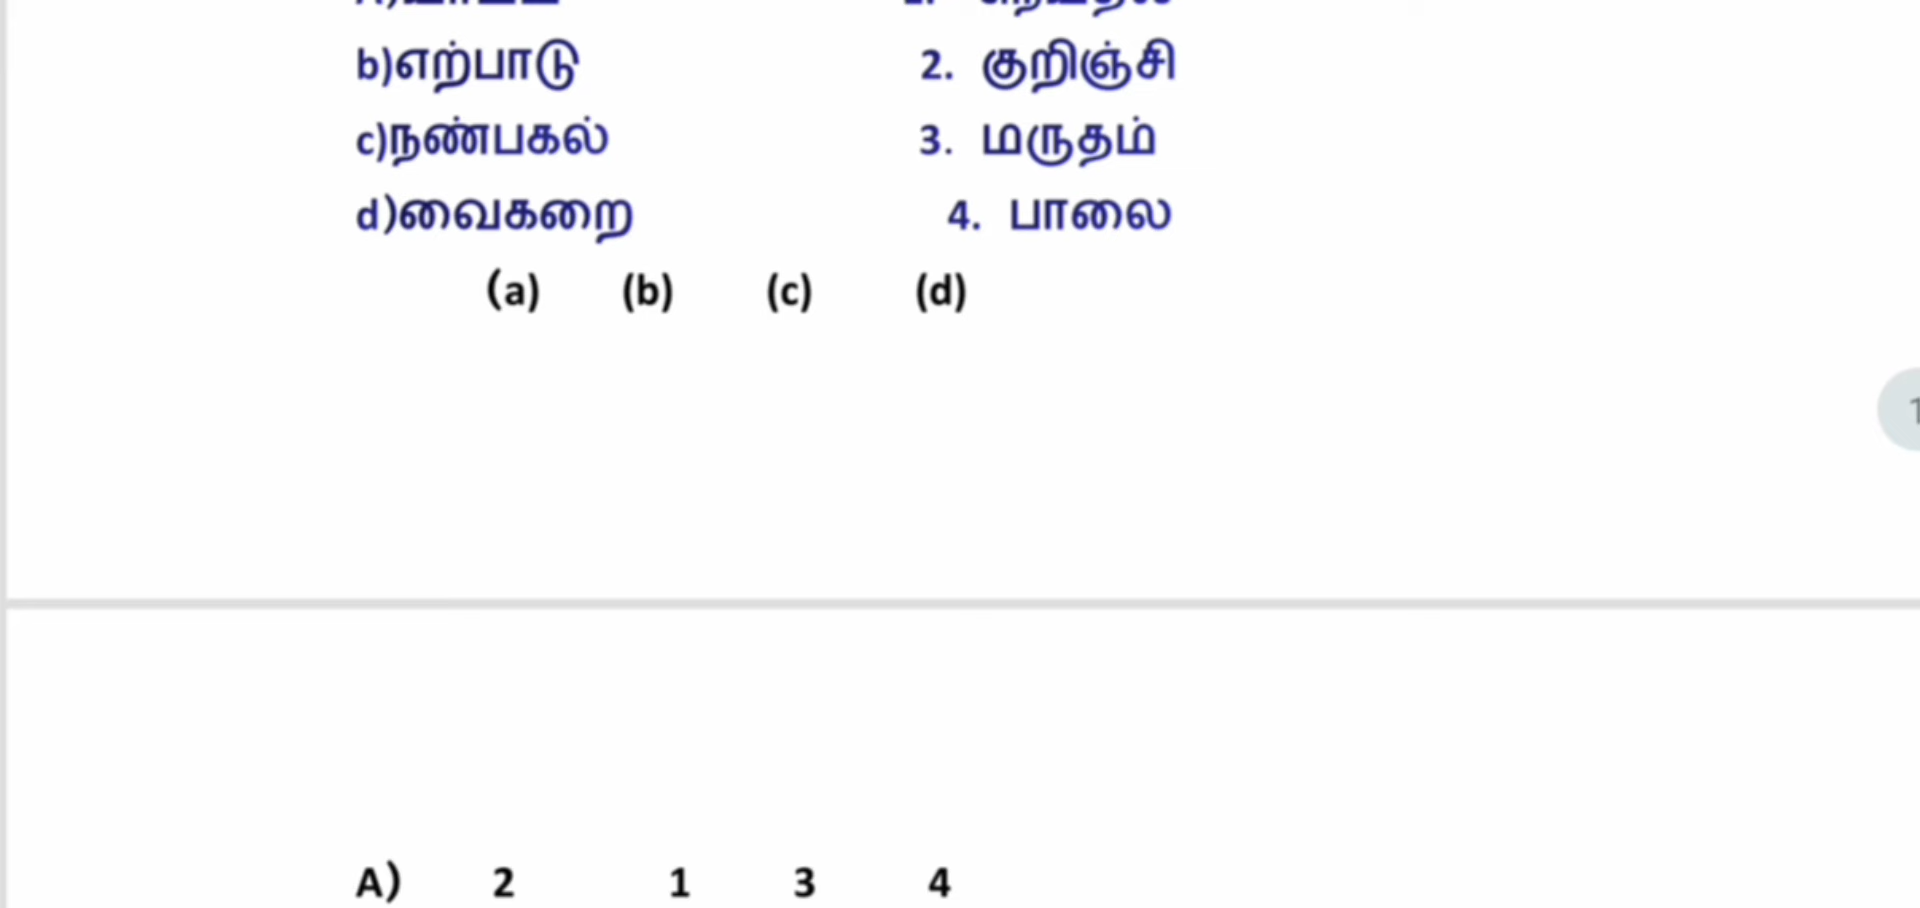 b)எற்பாடு 2. குறிஞ்சி
c)நண்பகல் 3. மருதம்
d)வைகறை 4. பாலை
(a) (b) (c) (d)
A) 2 1 3 4